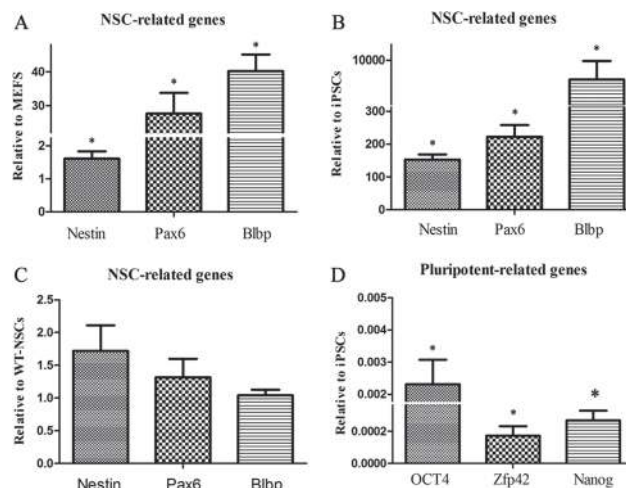 A
NSC-related genes
Relative to MEFS
40
30
2
1
0
*
*
*
Nestin
Pax6
Blbp
B
NSC-related genes
Relative to iPSCs
10000
300
200
100
0
*
*
*
Nestin
Pax6
Blbp
C
NSC-related genes
Relative to WT-NSCs
2.5
2.0
1.5
1.0
0.5
0.0
Nestin
Pax6
Blbp
D
Pluripotent-related genes
Relative to iPSCs
0.005
0.003
0.002
0.0002
0.0000
*
*
*
OCT4
Zfp42
Nanog